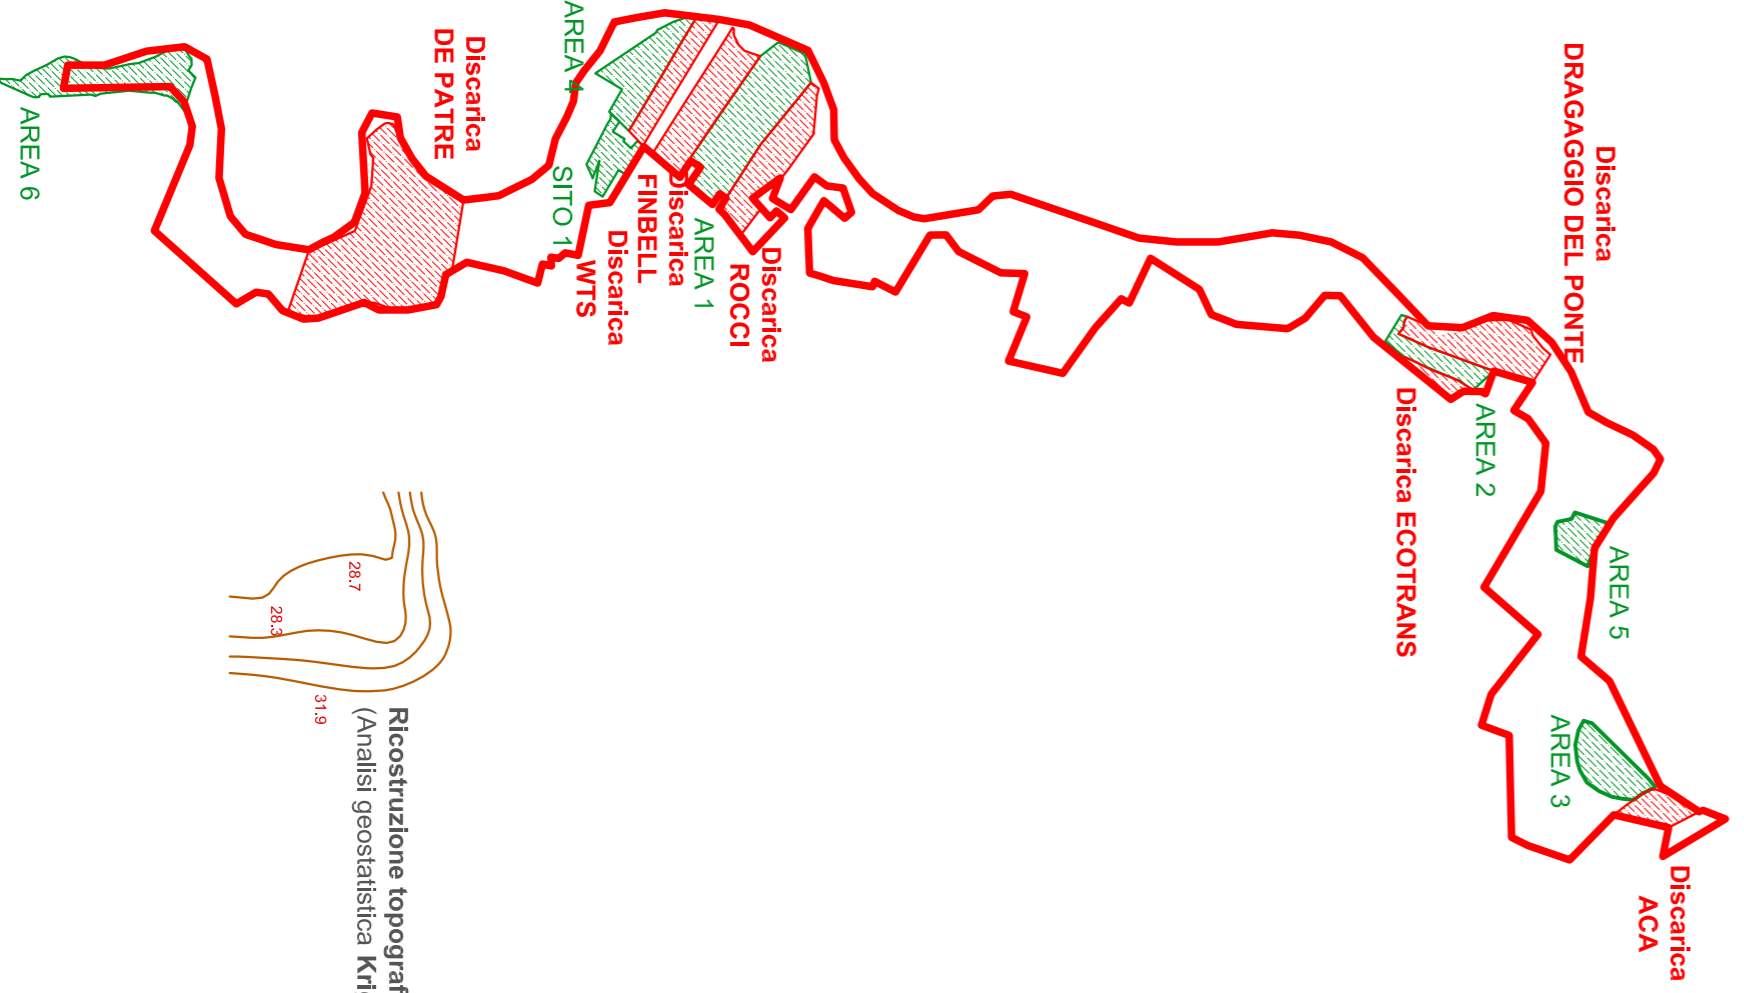 AREA 6
Discarica
DE PATRE
AREA 4
SITO 1
Discarica
WTS
Discarica
FINBELL
AREA 1
Discarica
ROCCI
Discarica
DRAGAGGIO DEL PONTE
Discarica ECOTRANS
AREA 2
AREA 5
AREA 3
Discarica
ACA
28.7
28.3
31.9
Ricostruzione topograf
(Analisi geostatistica Kri